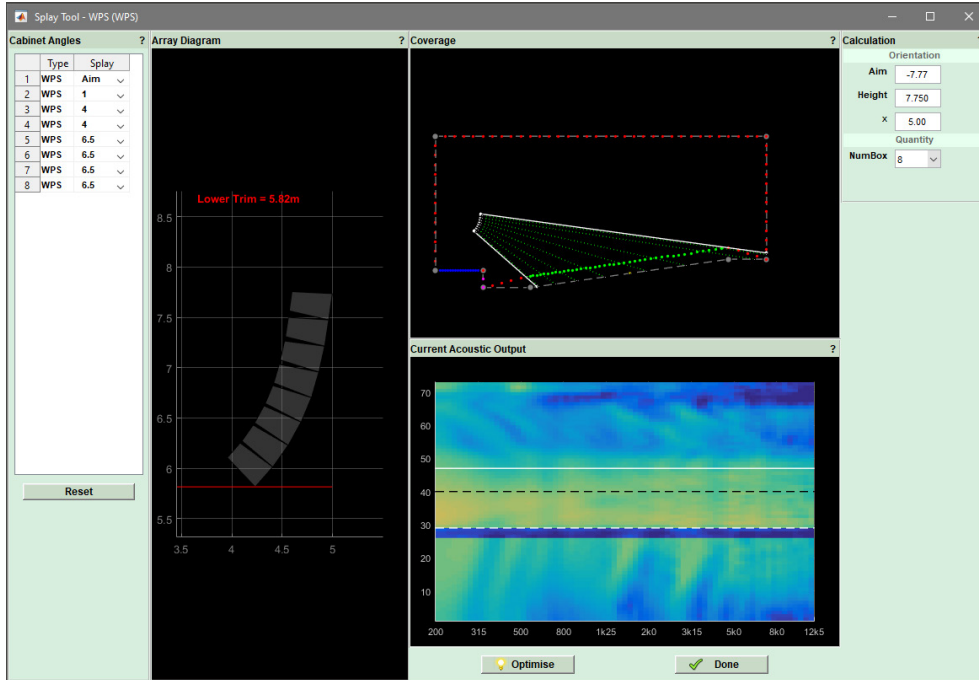 Splay Tool - WPS (WPS)
Cabinet Angles ?
Type Splay
1 WPS Aim
2 WPS 1
3 WPS 4
4 WPS 4
5 WPS 6.5
6 WPS 6.5
7 WPS 6.5
8 WPS 6.5
Reset
Array Diagram ?
Lower Trim = 5.82m
8.5
8
7.5
7
6.5
6
5.5
3.5 4 4.5 5
Coverage ?
Current Acoustic Output ?
70
60
50
40
30
20
10
200 315 500 800 1k25 2k0 3k15 5k0 8k0 12k5
Optimise Done
Calculation ?
Orientation
Aim -7.77
Height 7.750
x 5.00
Quantity
NumBox 8